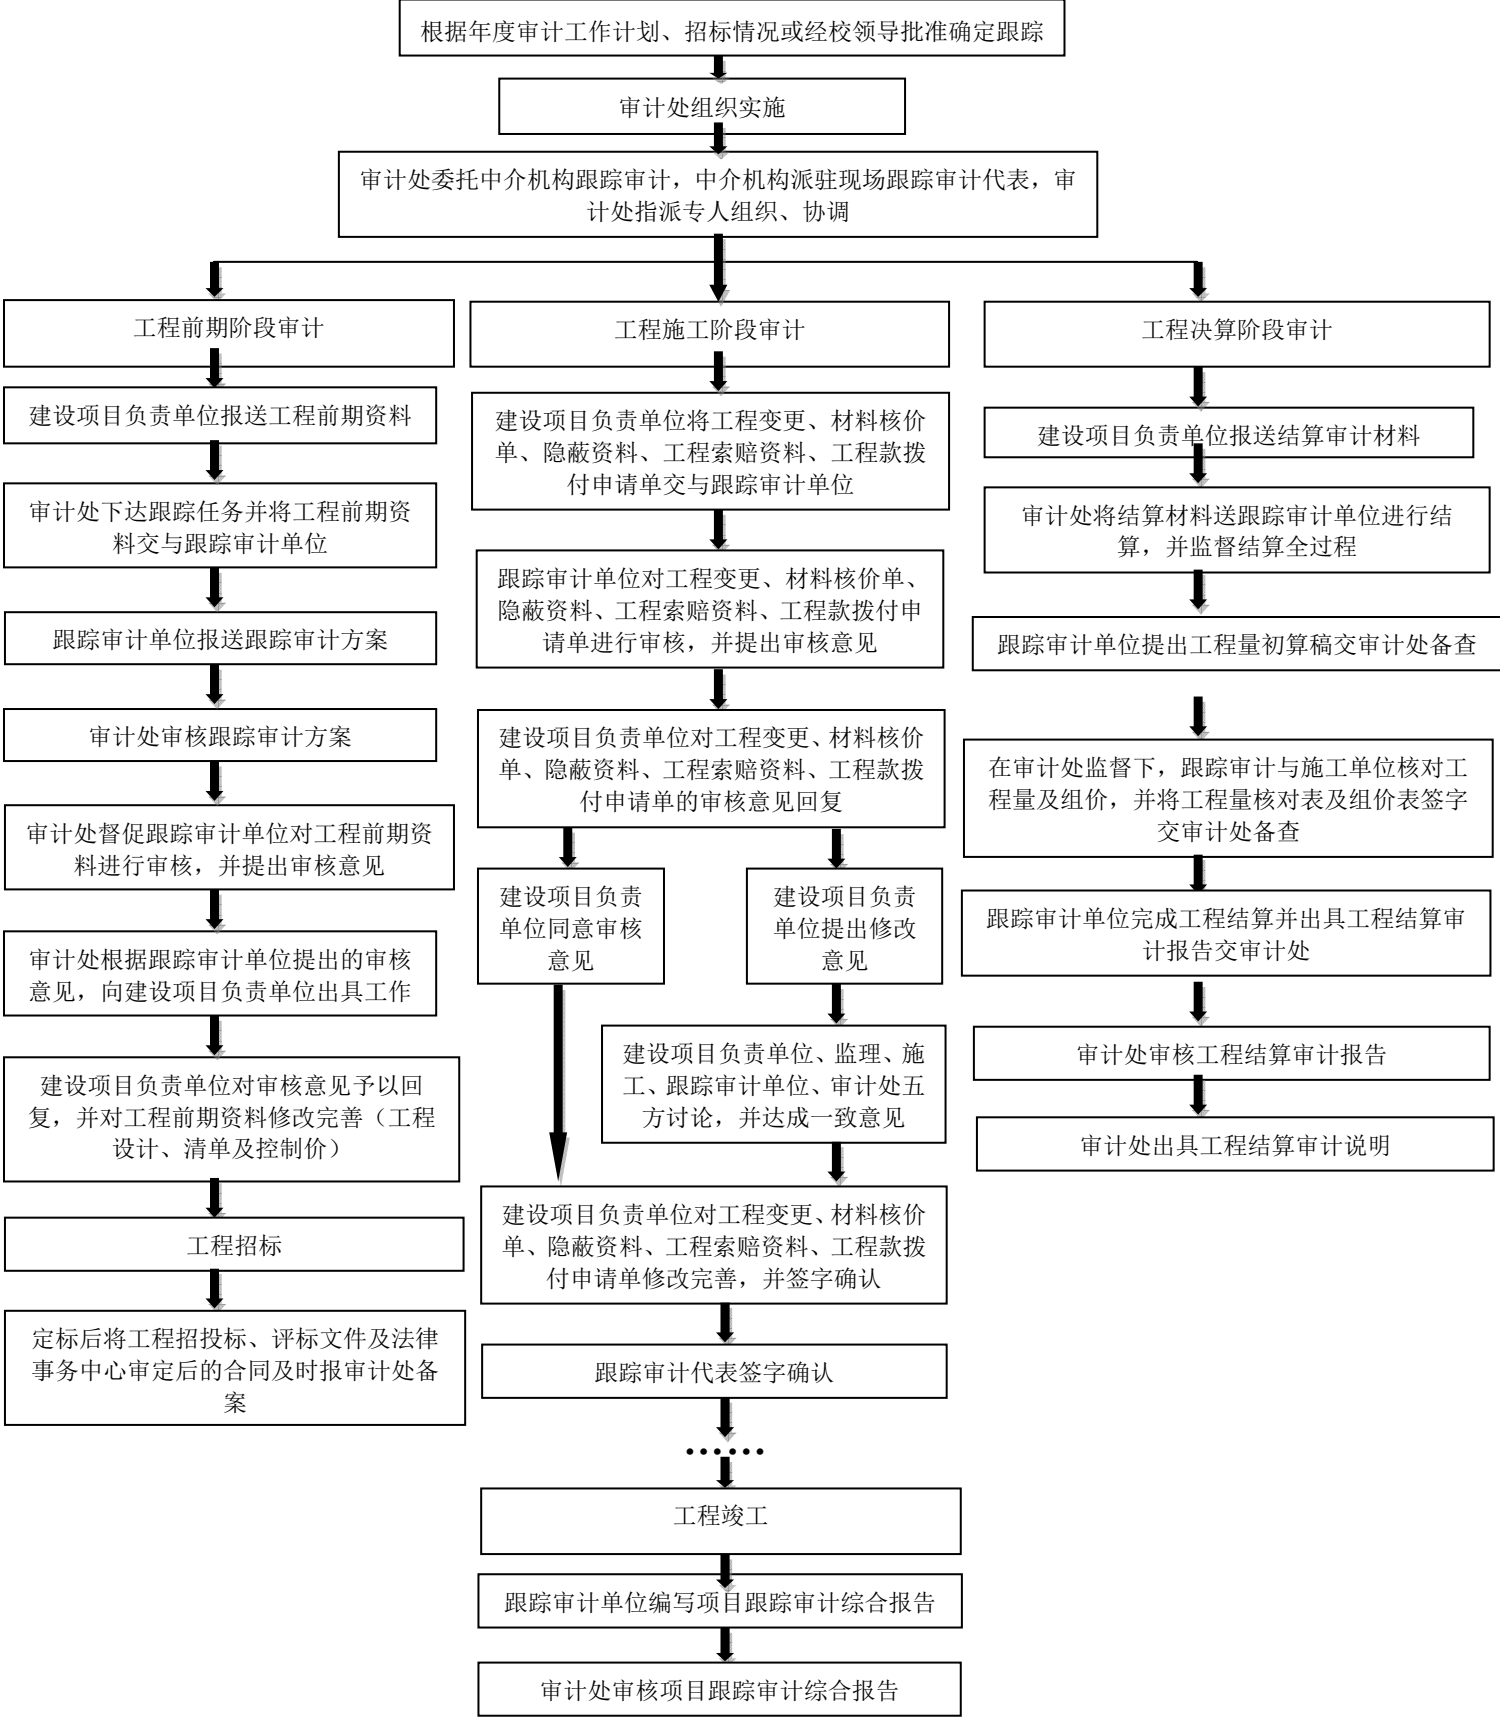 根据年度审计工作计划、招标情况或经校领导批准确定跟踪
审计处组织实施
审计处委托中介机构跟踪审计，中介机构派驻现场跟踪审计代表，审
计处指派专人组织、协调
工程前期阶段审计
建设项目负责单位报送工程前期资料
审计处下达跟踪任务并将工程前期资
料交与跟踪审计单位
跟踪审计单位报送跟踪审计方案
审计处审核跟踪审计方案
审计处督促跟踪审计单位对工程前期资
料进行审核，并提出审核意见
审计处根据跟踪审计单位提出的审核
意见，向建设项目负责单位出具工作
建设项目负责单位对审核意见予以回
复，并对工程前期资料修改完善（工程
设计、清单及控制价）
工程招标
定标后将工程招投标、评标文件及法律
事务中心审定后的合同及时报审计处备
案
工程施工阶段审计
建设项目负责单位将工程变更、材料核价
单、隐蔽资料、工程索赔资料、工程款拨
付申请单交与跟踪审计单位
跟踪审计单位对工程变更、材料核价单、
隐蔽资料、工程索赔资料、工程款拨付申
请单进行审核，并提出审核意见
建设项目负责单位对工程变更、材料核价
单、隐蔽资料、工程索赔资料、工程款拨
付申请单的审核意见回复
建设项目负责
单位同意审核
意见
建设项目负责
单位提出修改
意见
建设项目负责单位、监理、施
工、跟踪审计单位、审计处五
方讨论，并达成一致意见
建设项目负责单位对工程变更、材料核价
单、隐蔽资料、工程索赔资料、工程款拨
付申请单修改完善，并签字确认
跟踪审计代表签字确认
……
工程竣工
跟踪审计单位编写项目跟踪审计综合报告
审计处审核项目跟踪审计综合报告
工程决算阶段审计
建设项目负责单位报送结算审计材料
审计处将结算材料送跟踪审计单位进行结
算，并监督结算全过程
跟踪审计单位提出工程量初算稿交审计处备查
在审计处监督下，跟踪审计与施工单位核对工
程量及组价，并将工程量核对表及组价表签字
交审计处备查
跟踪审计单位完成工程结算并出具工程结算审
计报告交审计处
审计处审核工程结算审计报告
审计处出具工程结算审计说明